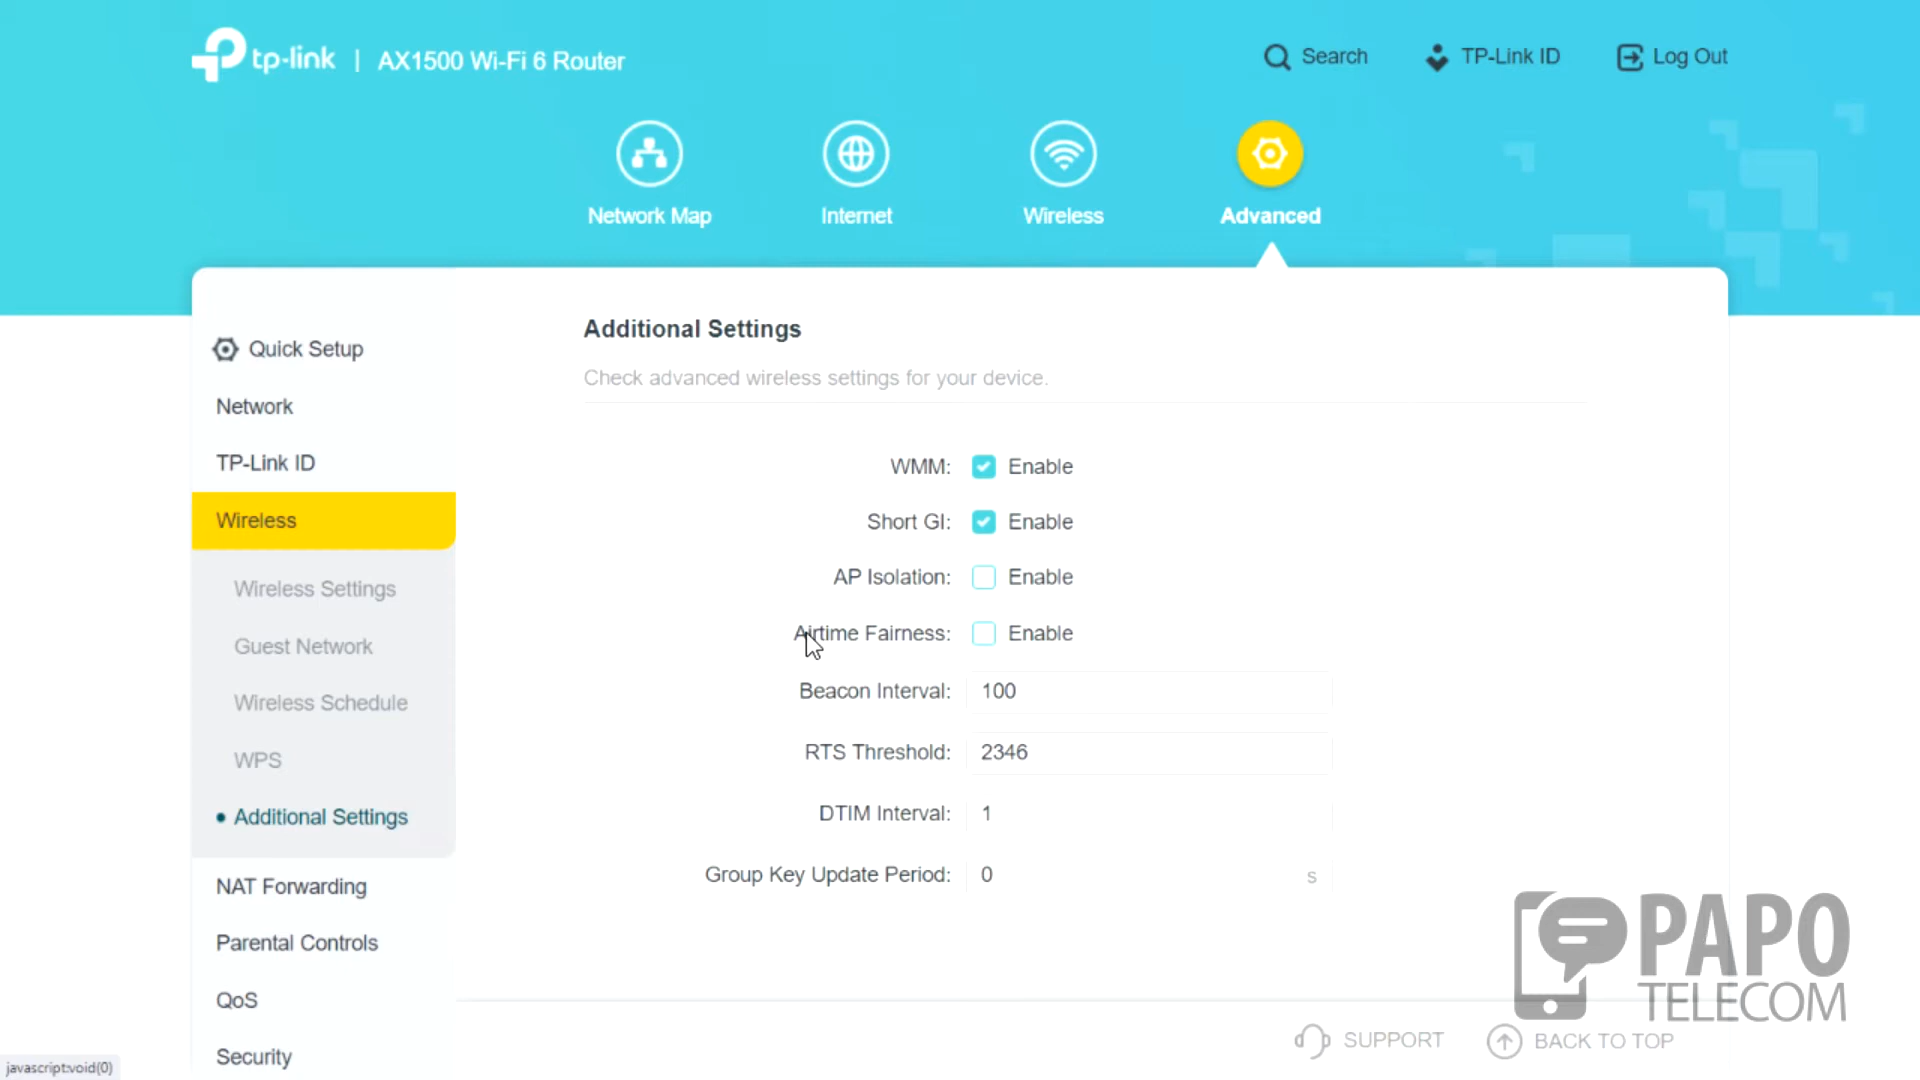 tp-link | AX1500 Wi-Fi 6 Router
Search
TP-Link ID
Log Out
Network Map
Internet
Wireless
Advanced
Quick Setup
Network
TP-Link ID
Wireless
Wireless Settings
Guest Network
Wireless Schedule
WPS
• Additional Settings
NAT Forwarding
Parental Controls
QoS
Security
Additional Settings
Check advanced wireless settings for your device.
WMM: Enable
Short GI: Enable
AP Isolation: Enable
Airtime Fairness: Enable
Beacon Interval: 100
RTS Threshold: 2346
DTIM Interval: 1
Group Key Update Period: 0 s
PAPO
TELECOM
SUPPORT
BACK TO TOP
javascript:void(0)